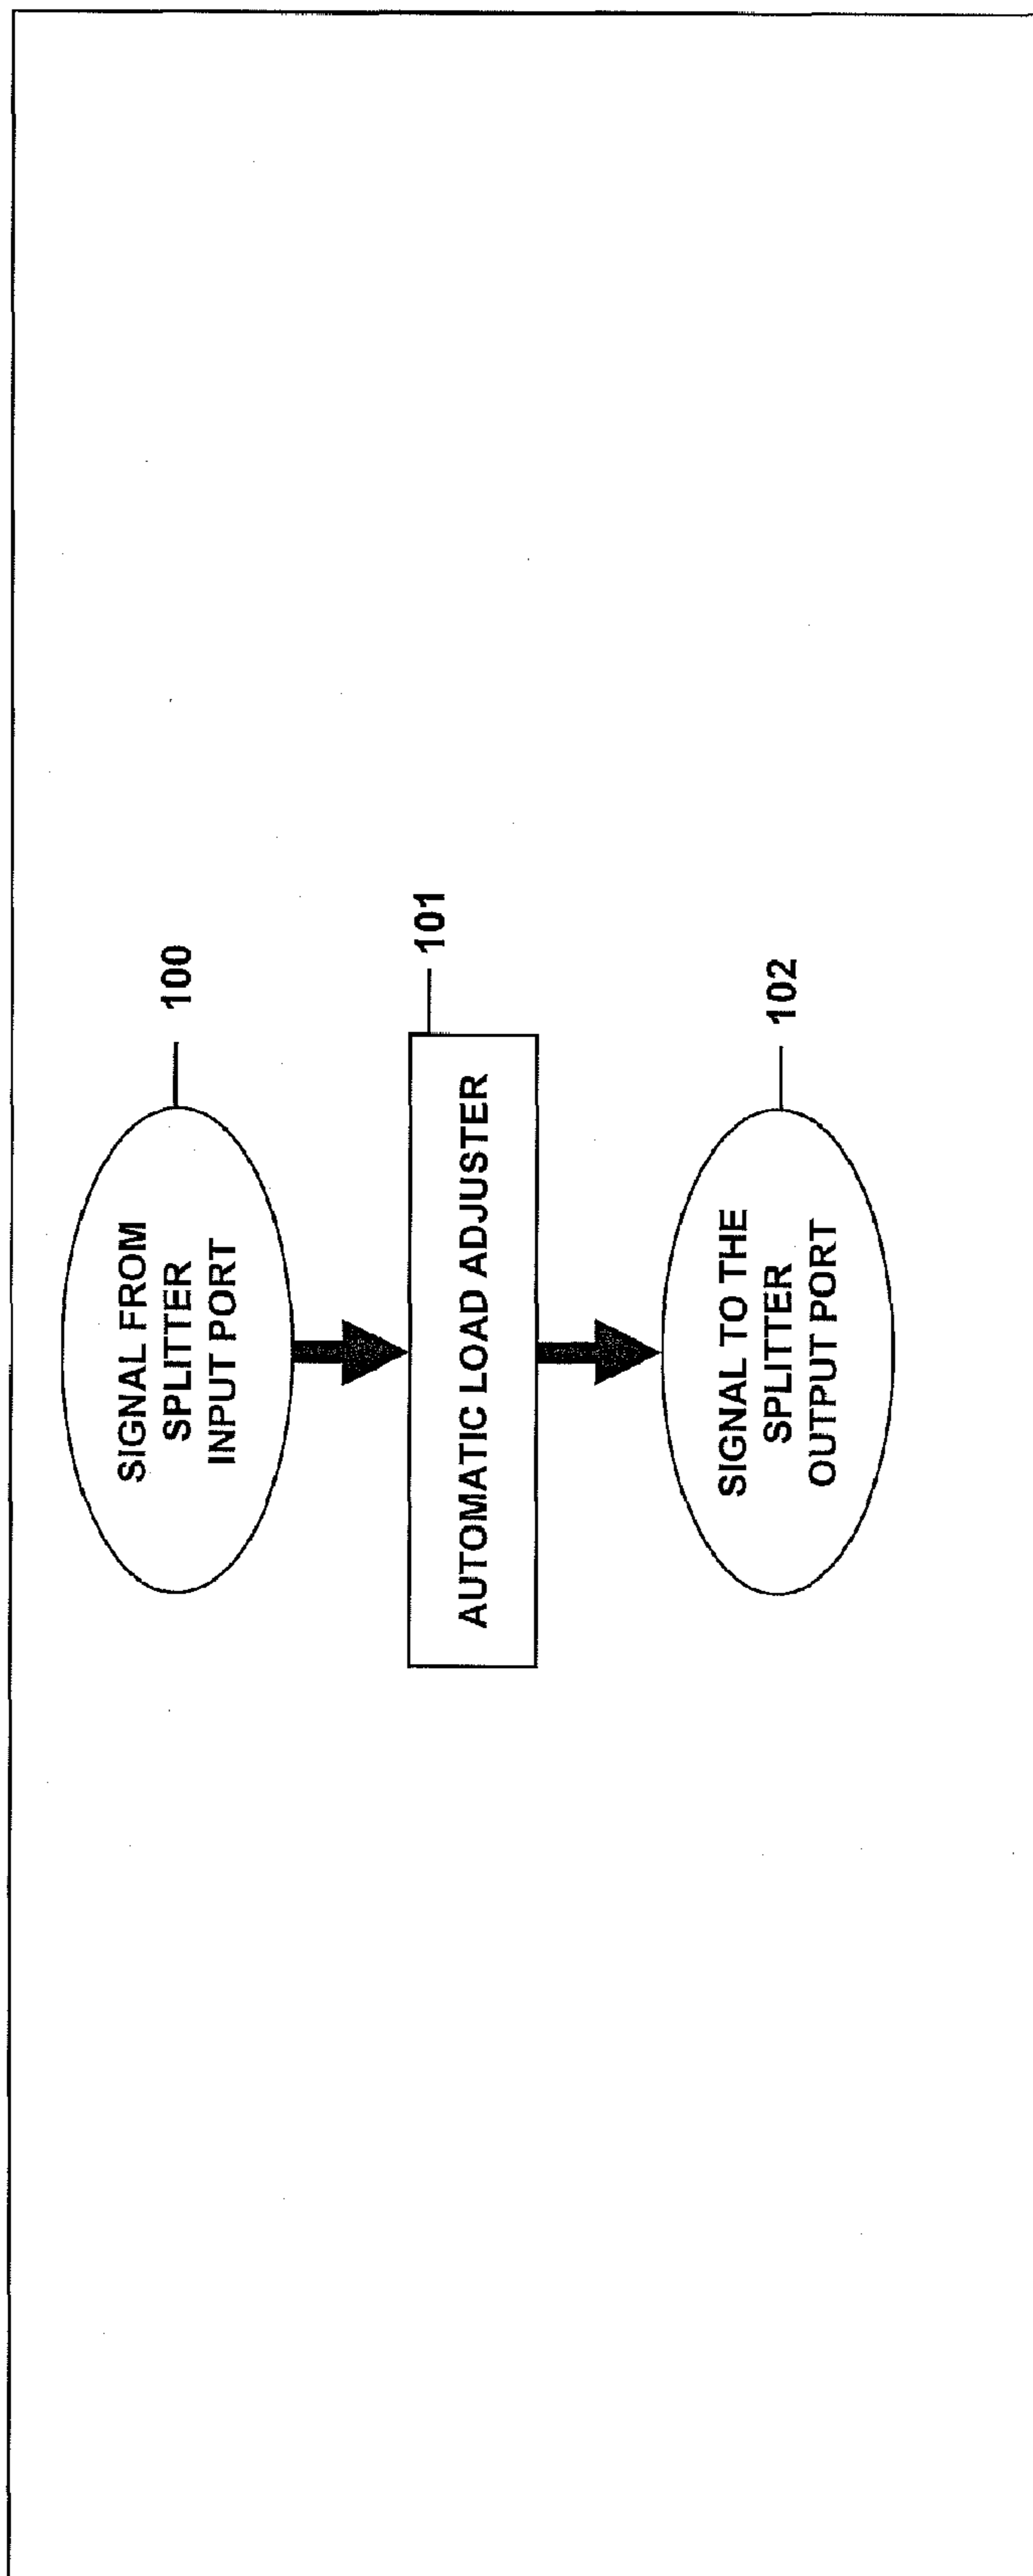 SIGNAL FROM
SPLITTER
INPUT PORT
100
AUTOMATIC LOAD ADJUSTER
101
SIGNAL TO THE
SPLITTER
OUTPUT PORT
102